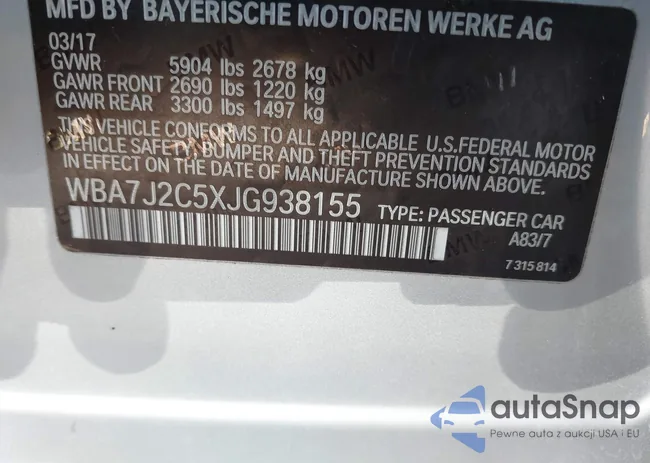 MFD BY BAYERISCHE MOTOREN WERKE AG
03/17
GVWR 5904 lbs 2678 kg
GAWR FRONT 2690 lbs 1220 kg
GAWR REAR 3300 lbs 1497 kg
THIS VEHICLE CONFORMS TO ALL APPLICABLE U.S.FEDERAL MOTOR
VEHICLE SAFETY, BUMPER AND THEFT PREVENTION STANDARDS
IN EFFECT ON THE DATE OF MANUFACTURE SHOWN ABOVE.
WBA7J2C5XJG938155 TYPE: PASSENGER CAR
A83/7
7 315 814
autaSnap
Pewne auta z aukcji USA i EU